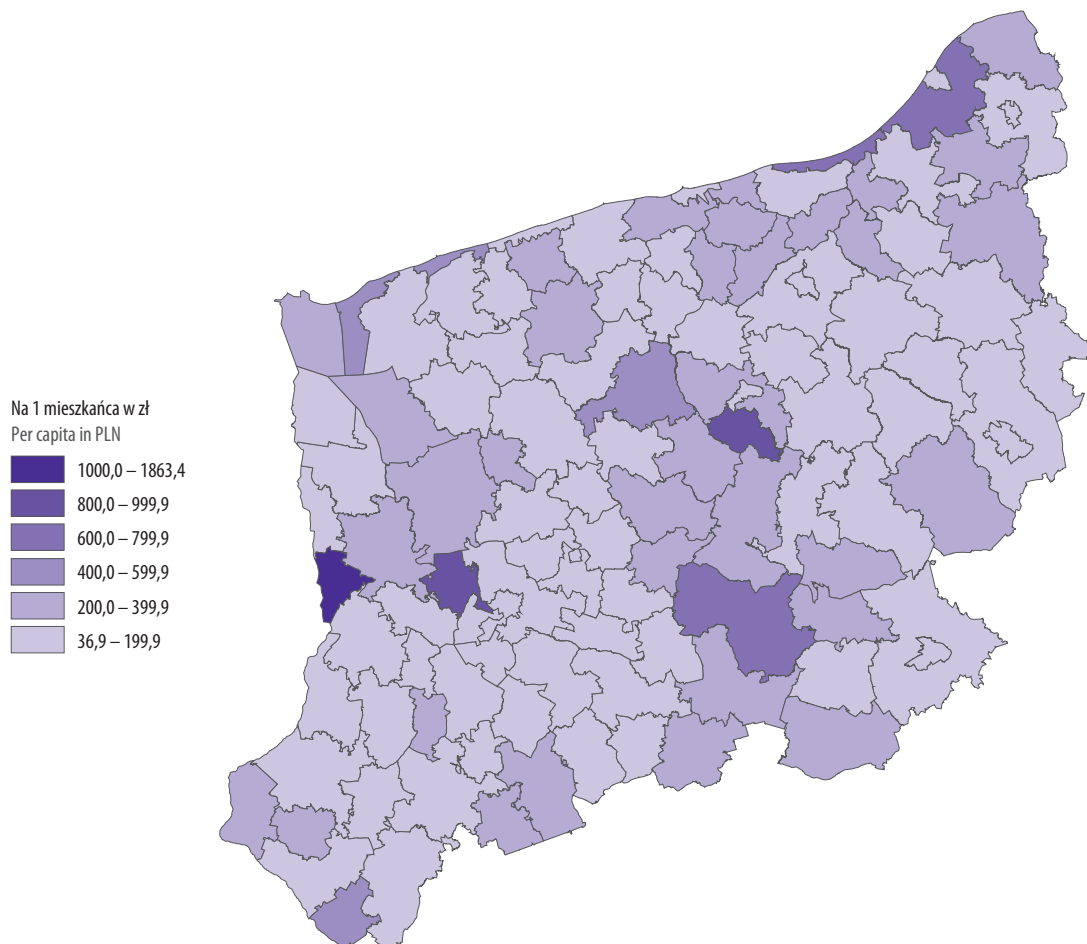 Na 1 mieszkańca w zł
Per capita in PLN
1000,0 – 1863,4
800,0 – 999,9
600,0 – 799,9
400,0 – 599,9
200,0 – 399,9
36,9 – 199,9